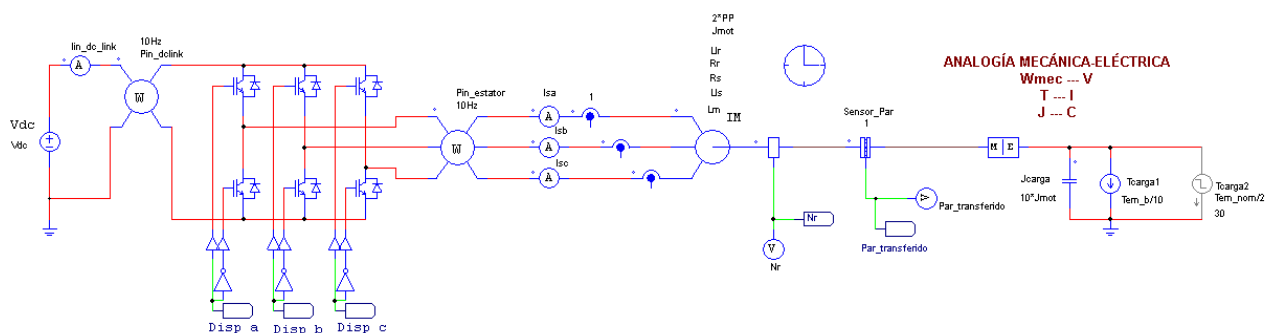 Iin_dc_link
A
10Hz
Pin_dclink
W
Vdc
Vdc
Disp a
Disp b
Disp c
Pin_estator
10Hz
W
Isa
A
1
Isb
A
Isc
A
2*PP
Jmot
Rr
Rs
Lm
IM
V
Nr
Nr
Sensor_Par
1
Par_transferido
Par_transferido
M E
ANALOGÍA MECÁNICA-ELÉCTRICA
Wmec --- V
T --- I
J --- C
Jcarga
10*Jmot
Tcarga1
Tem_b/10
Tcarga2
Tem_nom/2
30